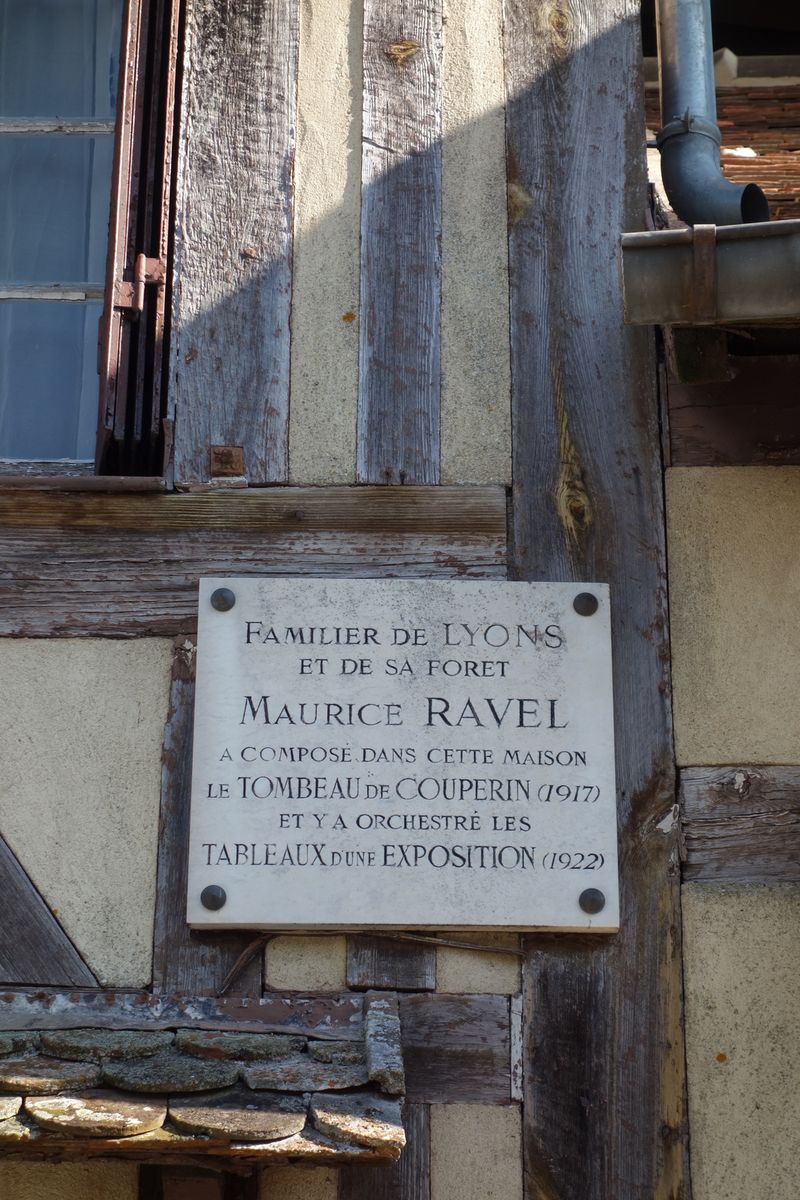 FAMILIER DE LYONS
ET DE SA FORET
MAURICE RAVEL
A COMPOSÉ DANS CETTE MAISON
LE TOMBEAU DE COUPERIN (1917)
ET Y A ORCHESTRÉ LES
TABLEAUX D'UNE EXPOSITION (1922)